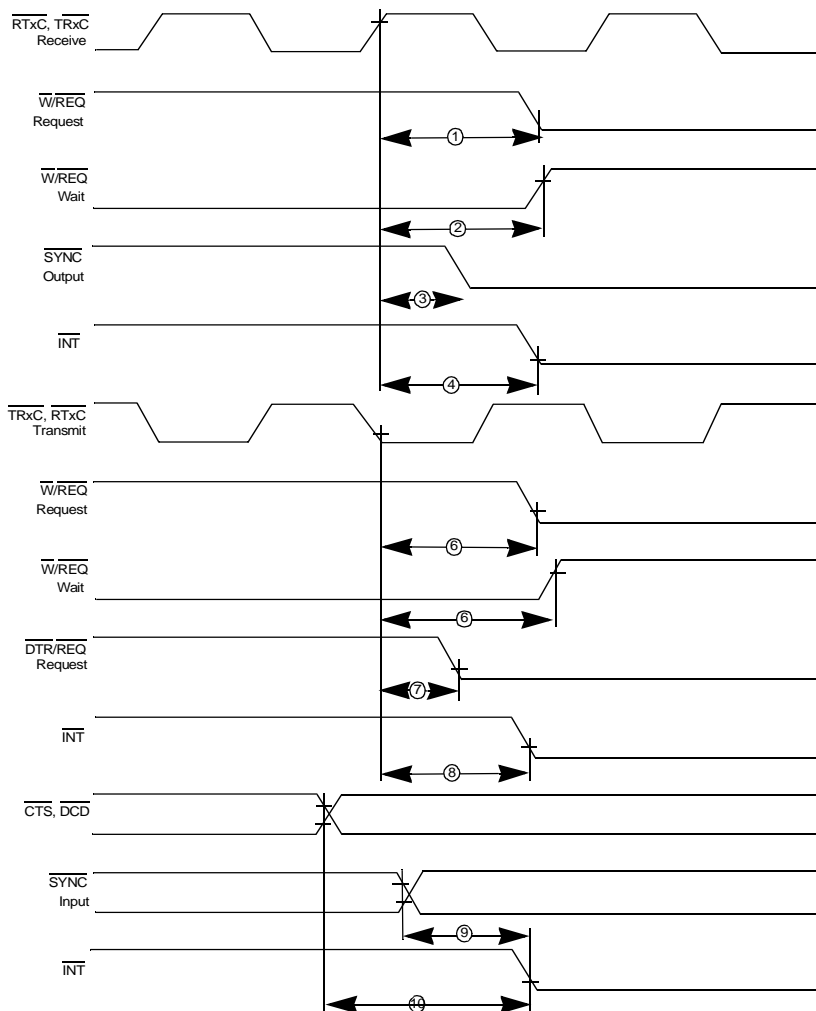 RTxC, TRxC
Receive
W/REQ
Request
1
W/REQ
Wait
2
SYNC
Output
3
INT
4
TRxC, RTxC
Transmit
W/REQ
Request
6
W/REQ
Wait
6
DTR/REQ
Request
7
INT
8
CTS, DCD
SYNC
Input
9
INT
10